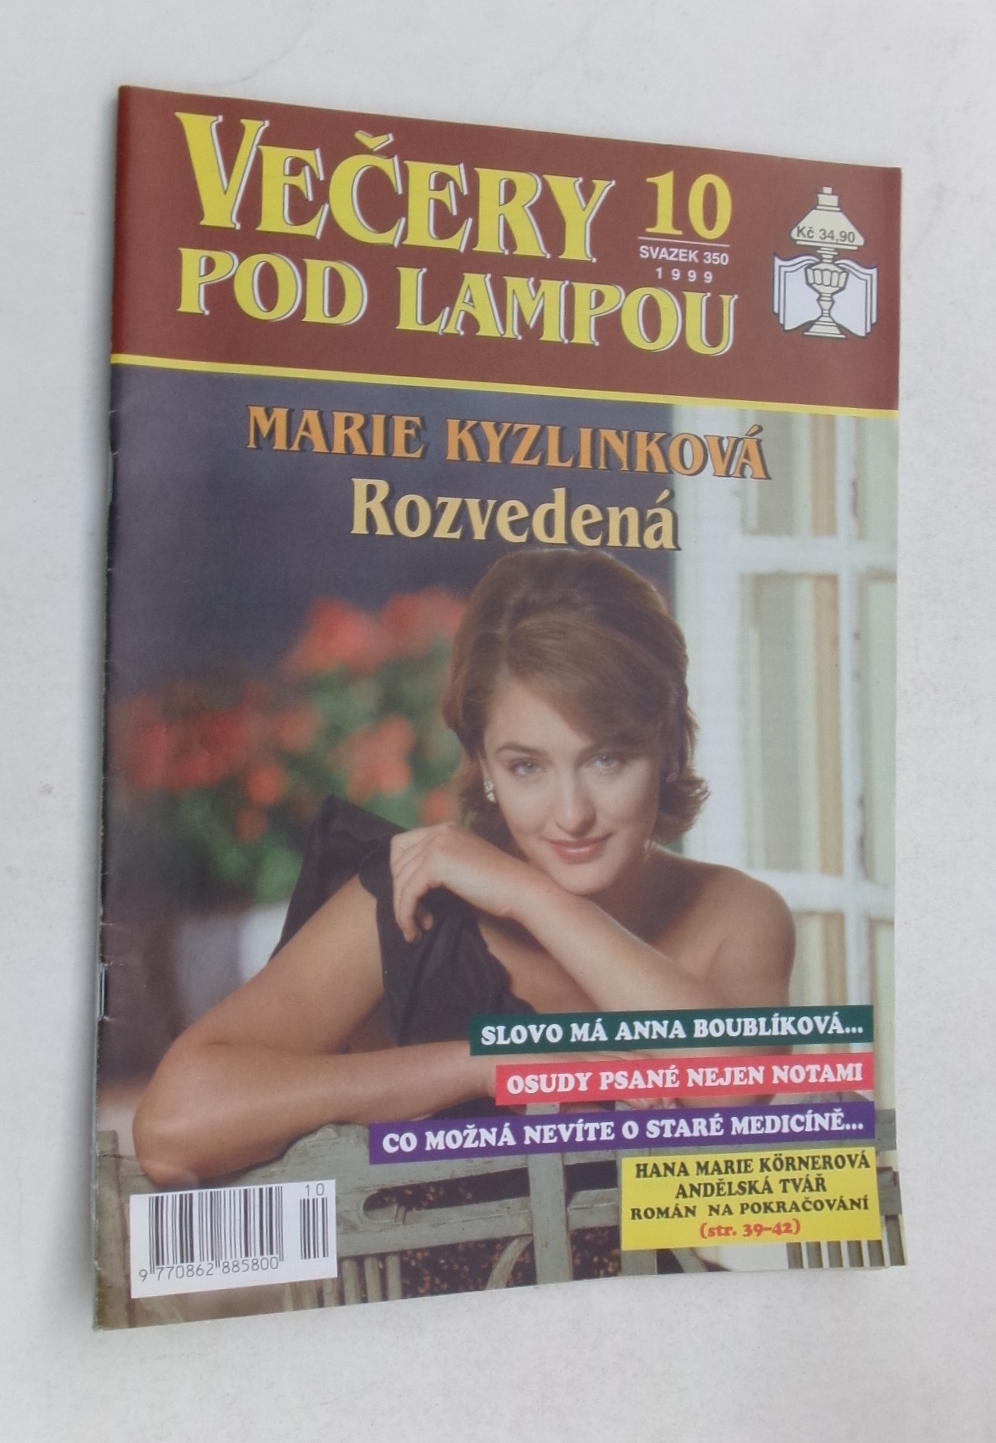 VEČERY
POD LAMPOU
10
SVAZEK 350
1999
Kč 34,90
MARIE KYZLINKOVÁ
Rozvedená
SLOVO MÁ ANNA BOUBLÍKOVÁ...
OSUDY PSANÉ NEJEN NOTAMI
CO MOŽNÁ NEVÍTE O STARÉ MEDICÍNĚ...
HANA MARIE KÖRNEROVÁ
ANDĚLSKÁ TVÁŘ
ROMÁN NA POKRAČOVÁNÍ
(str. 39-42)
10
9 770862 885800